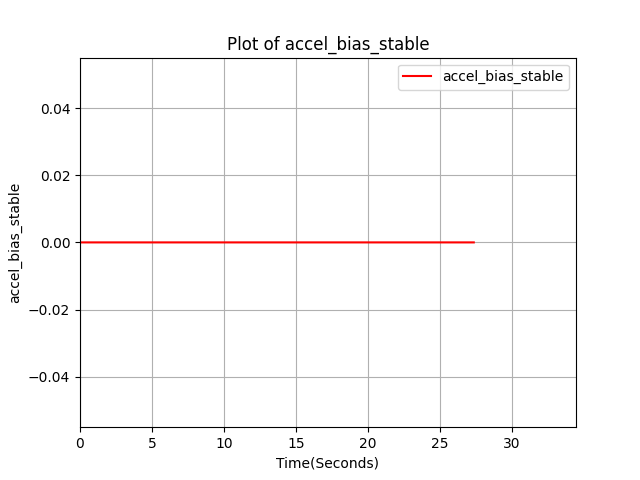 Plot of accel_bias_stable
accel_bias_stable
0.04
0.02
0.00
−0.02
−0.04
accel_bias_stable
0 5 10 15 20 25 30
Time(Seconds)